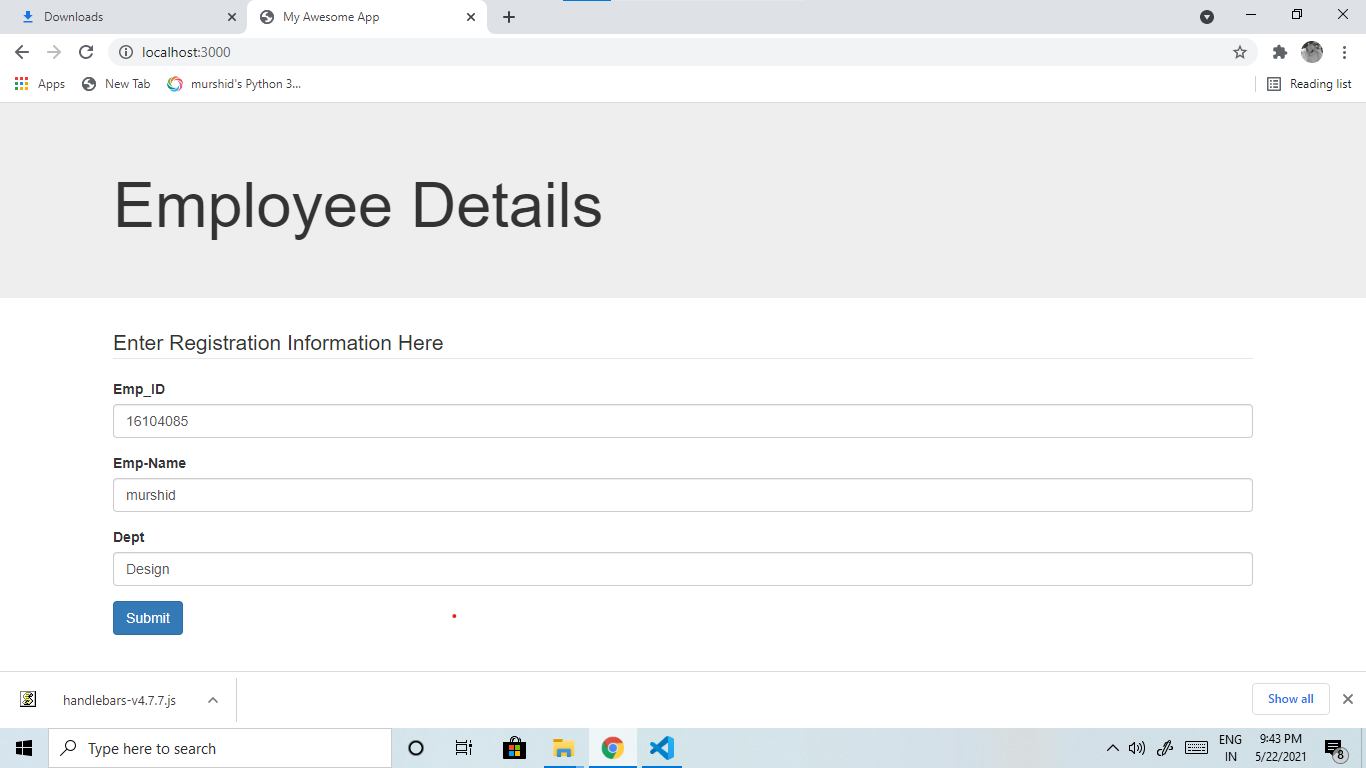 Downloads
My Awesome App
localhost:3000
Apps
New Tab
murshid's Python 3...
Reading list
Employee Details
Enter Registration Information Here
Emp_ID
16104085
Emp-Name
murshid
Dept
Design
Submit
handlebars-v4.7.7.js
Show all
Type here to search
ENG
IN
9:43 PM
5/22/2021
8